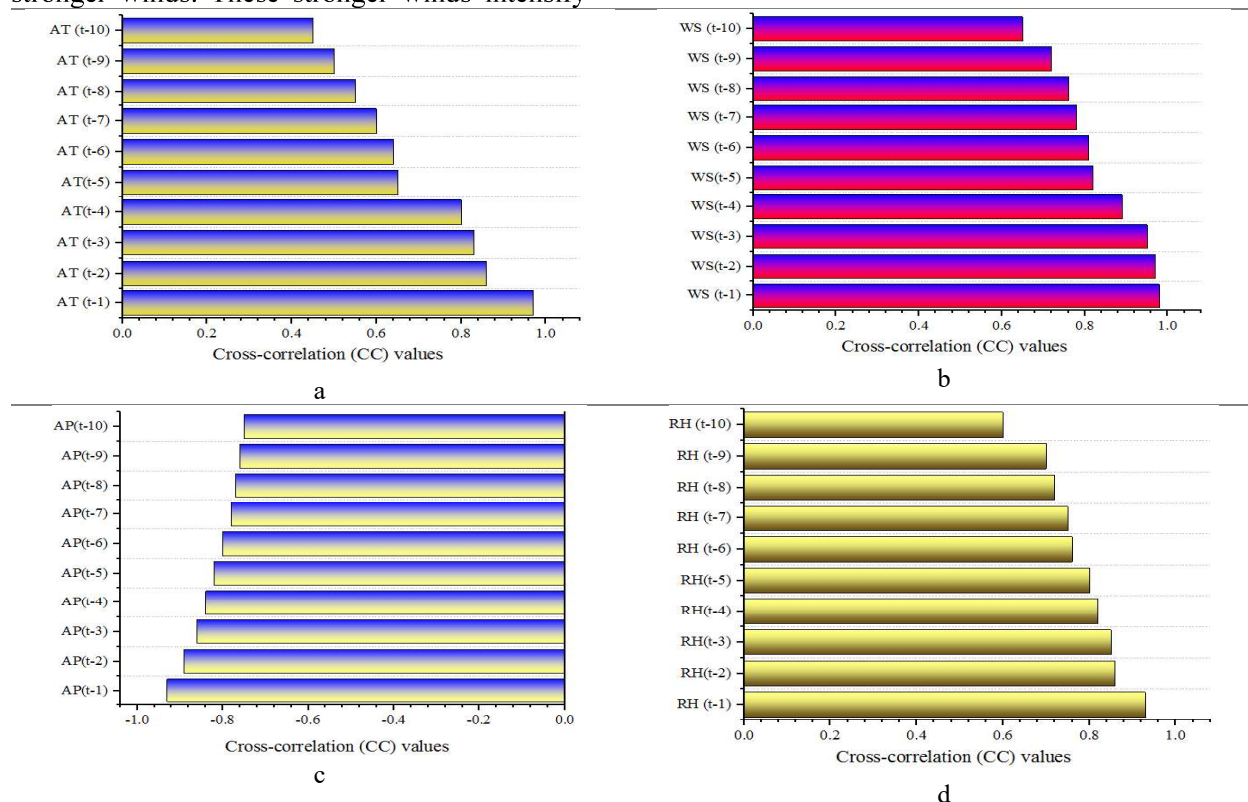 stronger winds. These stronger winds intensify
AT (t-10)
AT (t-9)
AT (t-8)
AT (t-7)
AT (t-6)
AT(t-5)
AT(t-4)
AT (t-3)
AT (t-2)
AT (t-1)
0.0 0.2 0.4 0.6 0.8 1.0
Cross-correlation (CC) values
a
WS (t-10)
WS (t-9)
WS (t-8)
WS (t-7)
WS (t-6)
WS(t-5)
WS(t-4)
WS(t-3)
WS(t-2)
WS (t-1)
0.0 0.2 0.4 0.6 0.8 1.0
Cross-correlation (CC) values
b
AP(t-10)
AP(t-9)
AP(t-8)
AP(t-7)
AP(t-6)
AP(t-5)
AP(t-4)
AP(t-3)
AP(t-2)
AP(t-1)
-1.0 -0.8 -0.6 -0.4 -0.2 0.0
Cross-correlation (CC) values
c
RH (t-10)
RH (t-9)
RH (t-8)
RH (t-7)
RH (t-6)
RH(t-5)
RH(t-4)
RH(t-3)
RH(t-2)
RH (t-1)
0.0 0.2 0.4 0.6 0.8 1.0
Cross-correlation (CC) values
d